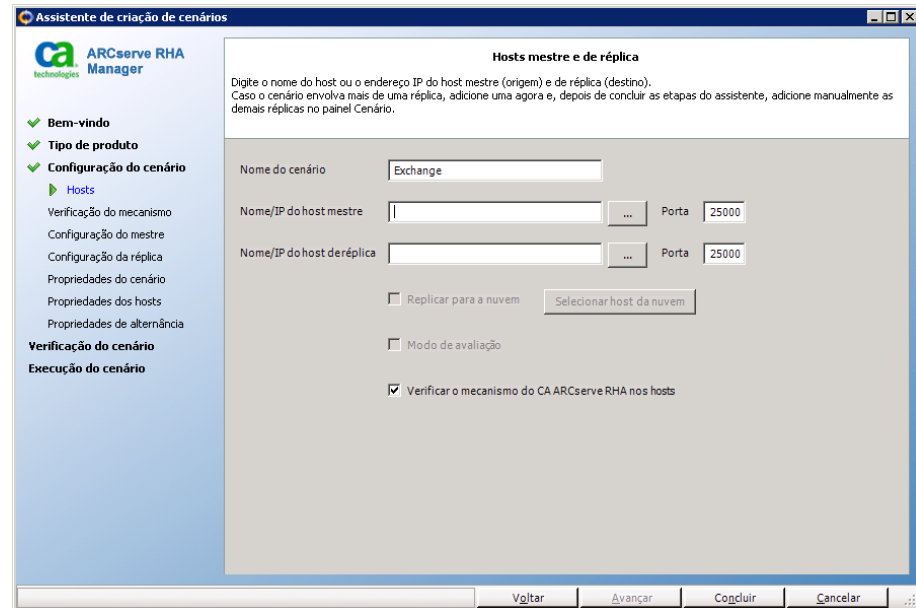 Assistente de criação de cenários
ca
technologies
ARCserve RHA
Manager
Bem-vindo
Tipo de produto
Configuração do cenário
Hosts
Verificação do mecanismo
Configuração do mestre
Configuração da réplica
Propriedades do cenário
Propriedades dos hosts
Propriedades de alternância
Verificação do cenário
Execução do cenário
Hosts mestre e de réplica
Digite o nome do host ou o endereço IP do host mestre (origem) e de réplica (destino).
Caso o cenário envolva mais de uma réplica, adicione uma agora e, depois de concluir as etapas do assistente, adicione manualmente as
demais réplicas no painel Cenário.
Nome do cenário Exchange
Nome/IP do host mestre ... Porta 25000
Nome/IP do host de réplica ... Porta 25000
Replicar para a nuvem Selecionar host da nuvem
Modo de avaliação
Verificar o mecanismo do CA ARCserve RHA nos hosts
Voltar Avançar Concluir Cancelar